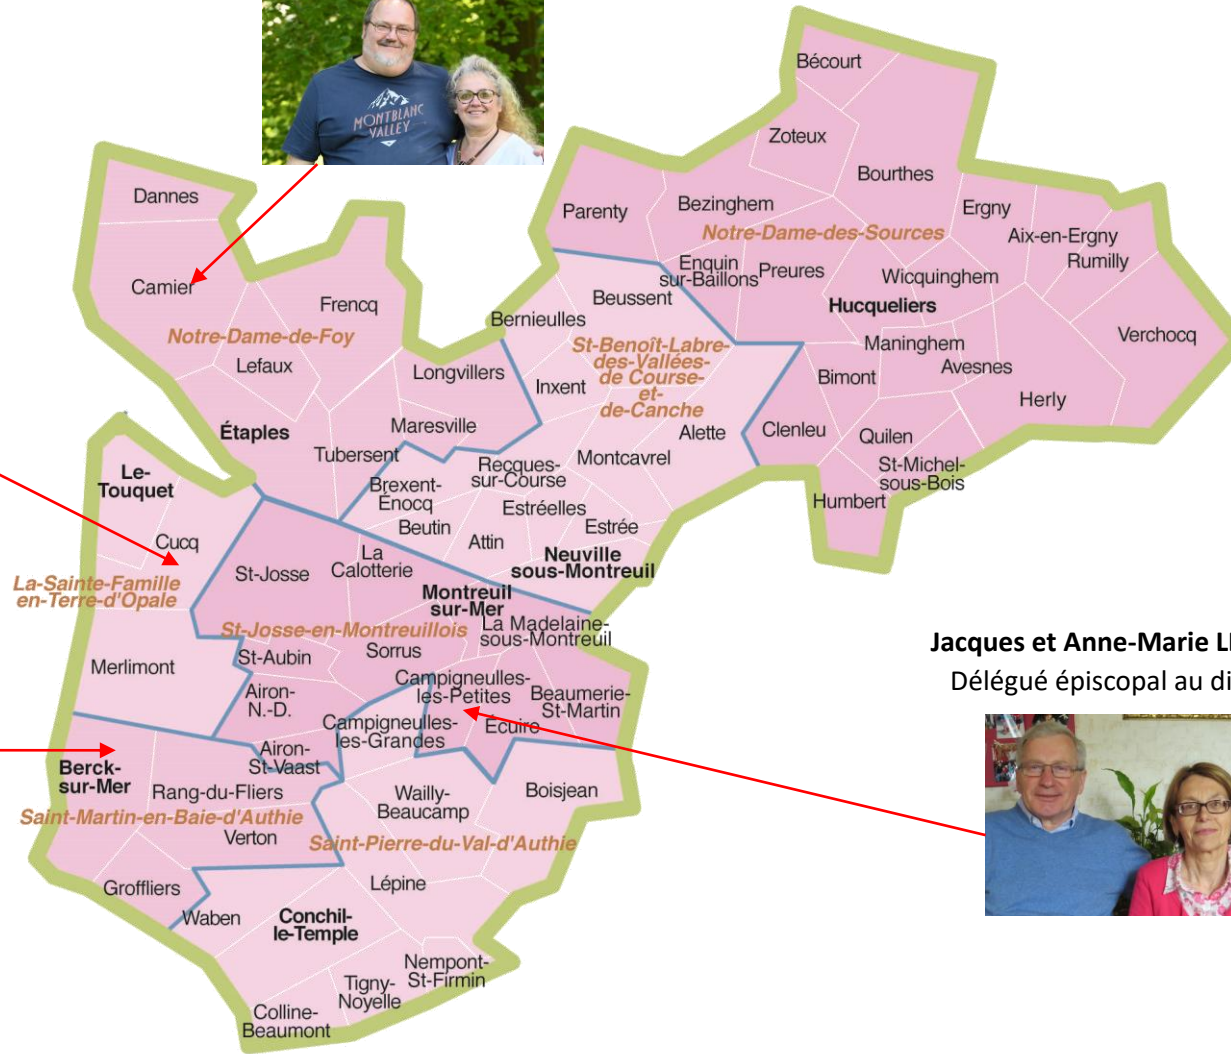 MONTBLANC
VALLEY
Bécourt
Zoteux
Bourthes
Dannes
Parenty
Bezinghem
Ergny
Notre-Dame-des-Sources
Aix-en-Ergny
Rumilly
Enquin
sur-Baillons
Preures
Wicquinghem
Camier
Frencq
Beussent
Hucqueliers
Bernieulles
Verchocq
Notre-Dame-de-Foy
St-Benoît-Labre-
des-Vallées-
de Course-
et-
de-Canche
Maninghem
Avesnes
Lefaux
Longvillers
Inxent
Bimont
Herly
Étaples
Maresville
Alette
Clenleu
Quilen
Tubersent
Montcavrel
St-Michel-
sous-Bois
Le-
Touquet
Recques-
sur-Course
Brexent-
Énocq
Estréelles
Humbert
Beutin
Attin
Estrée
Cucq
Neuville
sous-Montreuil
La
Calotterie
St-Josse
La-Sainte-Famille
en-Terre-d'Opale
Montreuil
sur-Mer
La Madelaine-
sous-Montreuil
St-Josse-en-Montreuillois
Sorrus
St-Aubin
Merlimont
Jacques et Anne-Marie L
Délégué épiscopal au di
Campigneulles-
les-Petites
Beaumerie-
St-Martin
Airon-
N.-D.
Campigneulles-
les-Grandes
Écuire
Airon-
St-Vaast
Berck-
sur-Mer
Rang-du-Fliers
Wailly-
Beaucamp
Boisjean
Saint-Martin-en-Baie-d'Authie
Verton
Saint-Pierre-du-Val-d'Authie
Groffliers
Lépine
Waben
Conchil-
le-Temple
Nempont-
St-Firmin
Tigny-
Noyelle
Colline-
Beaumont